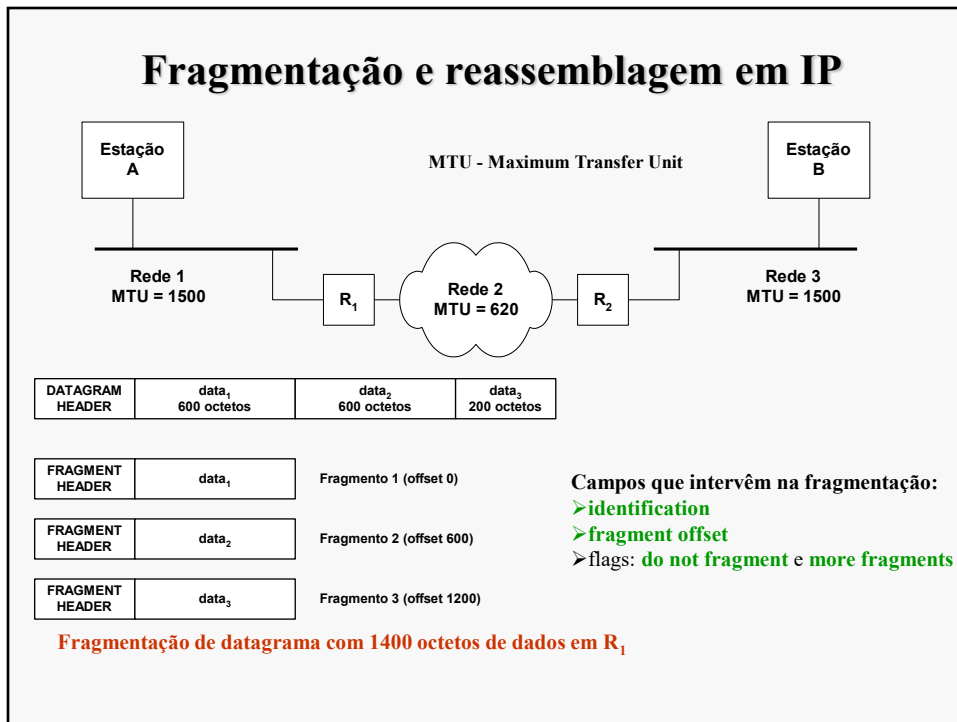 Fragmentação e reassemblagem em IP
Estação
A
MTU - Maximum Transfer Unit
Estação
B
Rede 1
MTU = 1500
R1
Rede 2
MTU = 620
R2
Rede 3
MTU = 1500
DATAGRAM
HEADER
data1
600 octetos
data2
600 octetos
data3
200 octetos
FRAGMENT
HEADER
data1
Fragmento 1 (offset 0)
FRAGMENT
HEADER
data2
Fragmento 2 (offset 600)
FRAGMENT
HEADER
data3
Fragmento 3 (offset 1200)
Campos que intervêm na fragmentação:
➢identification
➢fragment offset
➢flags: do not fragment e more fragments
Fragmentação de datagrama com 1400 octetos de dados em R1